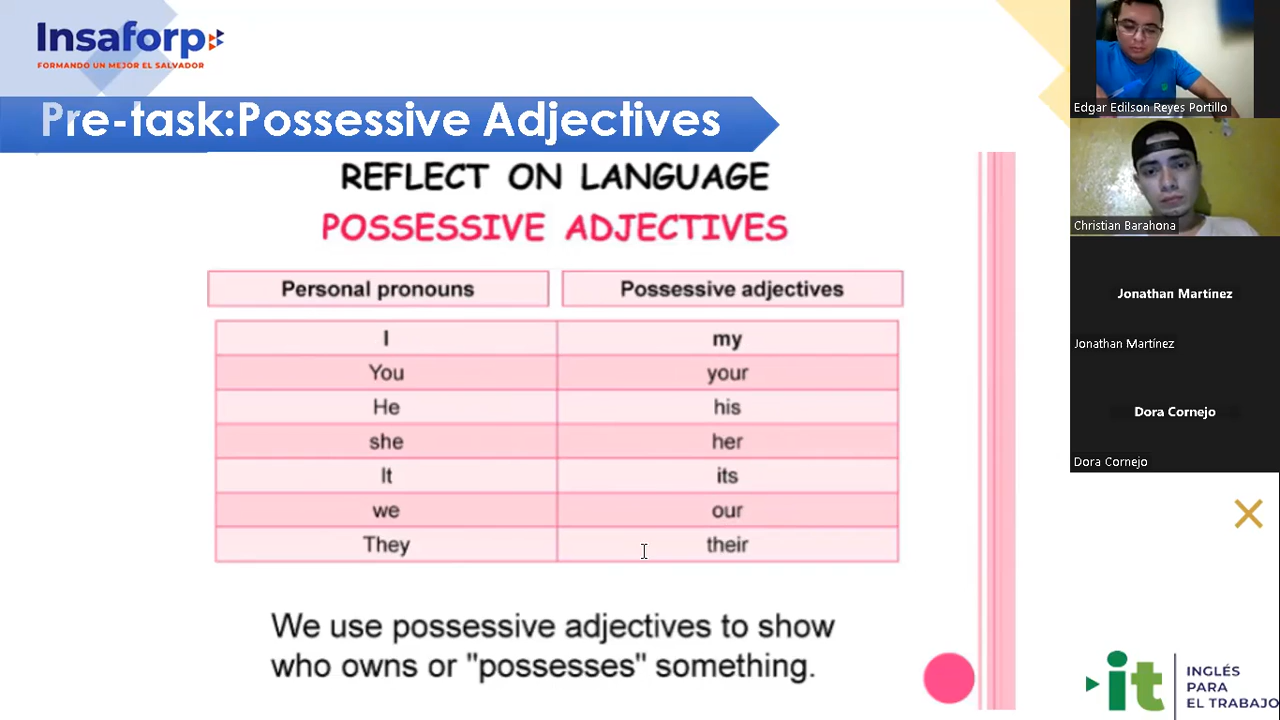 Insaforp
FORMANDO UN MEJOR EL SALVADOR
Pre-task:Possessive Adjectives
REFLECT ON LANGUAGE
POSSESSIVE ADJECTIVES
Personal pronouns Possessive adjectives
I my
You your
He his
she her
It its
we our
They their
We use possessive adjectives to show
who owns or "possesses" something.
Edgar Edilson Reyes Portillo
Christian Barahona
Jonathan Martínez
Jonathan Martínez
Dora Cornejo
Dora Cornejo
it
INGLÉS
PARA
EL TRABAJO